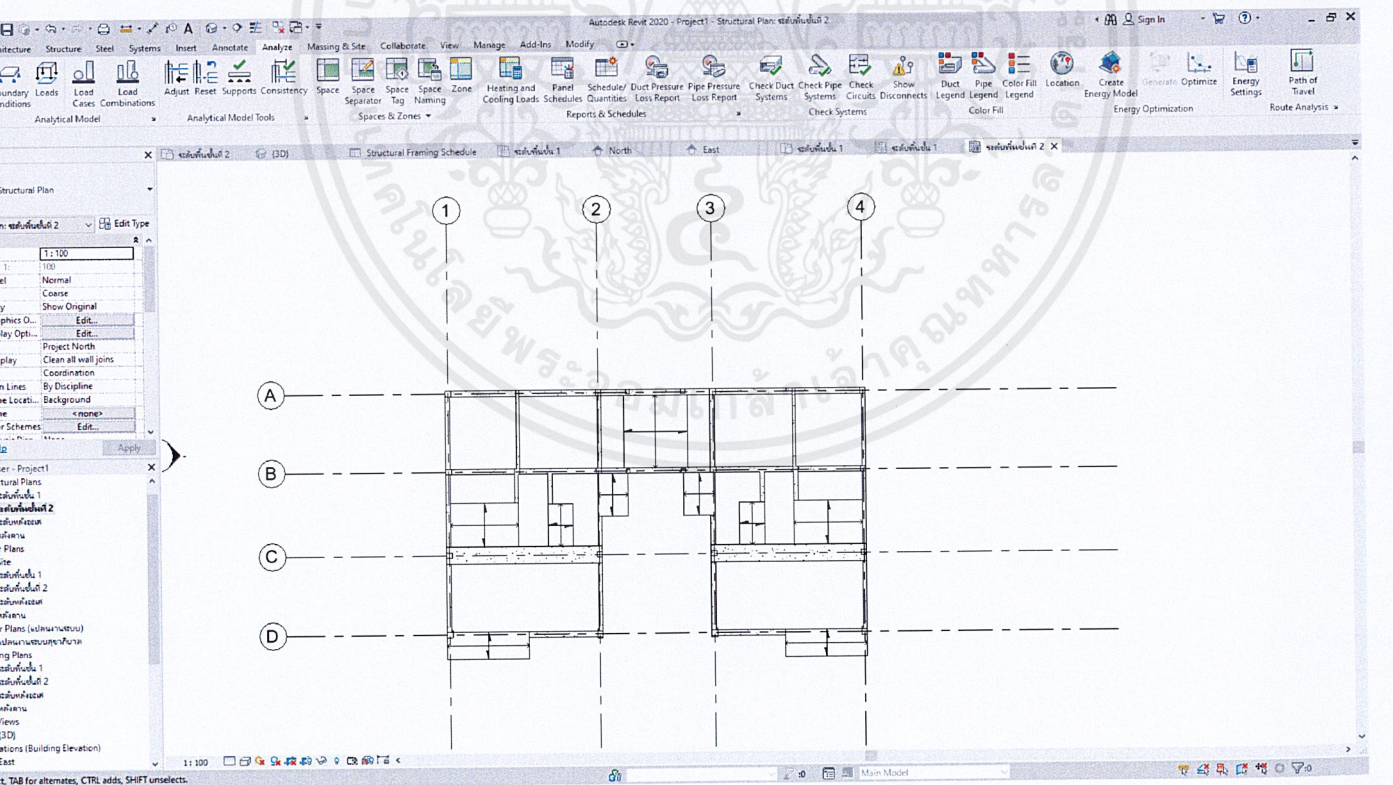 Autodesk Revit 2020 - Project1 - Structural Plan: ระดับพื้นชั้นที่ 2
Sign In
Structure Steel Systems Insert Annotate Analyze Massing & Site Collaborate View Manage Add-Ins Modify
Loads
Load Cases
Load Combinations
Adjust Reset Supports Consistency
Space
Space Separator
Space Tag
Space Naming
Zone
Heating and Cooling Loads
Panel Schedules
Schedule/ Quantities
Duct Pressure Loss Report
Pipe Pressure Loss Report
Check Duct Systems
Check Pipe Systems
Check Circuits
Show Disconnects
Duct Legend
Pipe Legend
Color Fill Legend
Location
Create Energy Model
Generate
Optimize
Energy Settings
Path of Travel
Analytical Model
Analytical Model Tools
Spaces & Zones
Reports & Schedules
Check Systems
Color Fill
Energy Optimization
Route Analysis
ระดับพื้นชั้นที่ 2
{3D}
Structural Framing Schedule
ระดับพื้นชั้น 1
North
East
ระดับพื้นชั้น 1
ระดับพื้นชั้น 1
ระดับพื้นชั้นที่ 2
Structural Plan
ระดับพื้นชั้นที่ 2
Edit Type
1 : 100
1: 100
Normal
Coarse
Show Original
Edit...
Edit...
Project North
Clean all wall joins
Coordination
By Discipline
Background
<none>
Edit...
Apply
Project1
Plans
ระดับพื้นชั้น 1
ระดับพื้นชั้นที่ 2
Plans
ระดับพื้นชั้น 1
ระดับพื้นชั้นที่ 2
Plans
ระดับพื้นชั้น 1
ระดับพื้นชั้นที่ 2
{3D}
(Building Elevation)
East
1
2
3
4
A
B
C
D
1 : 100
TAB for alternates, CTRL adds, SHIFT unselects.
:0
Main Model
:0